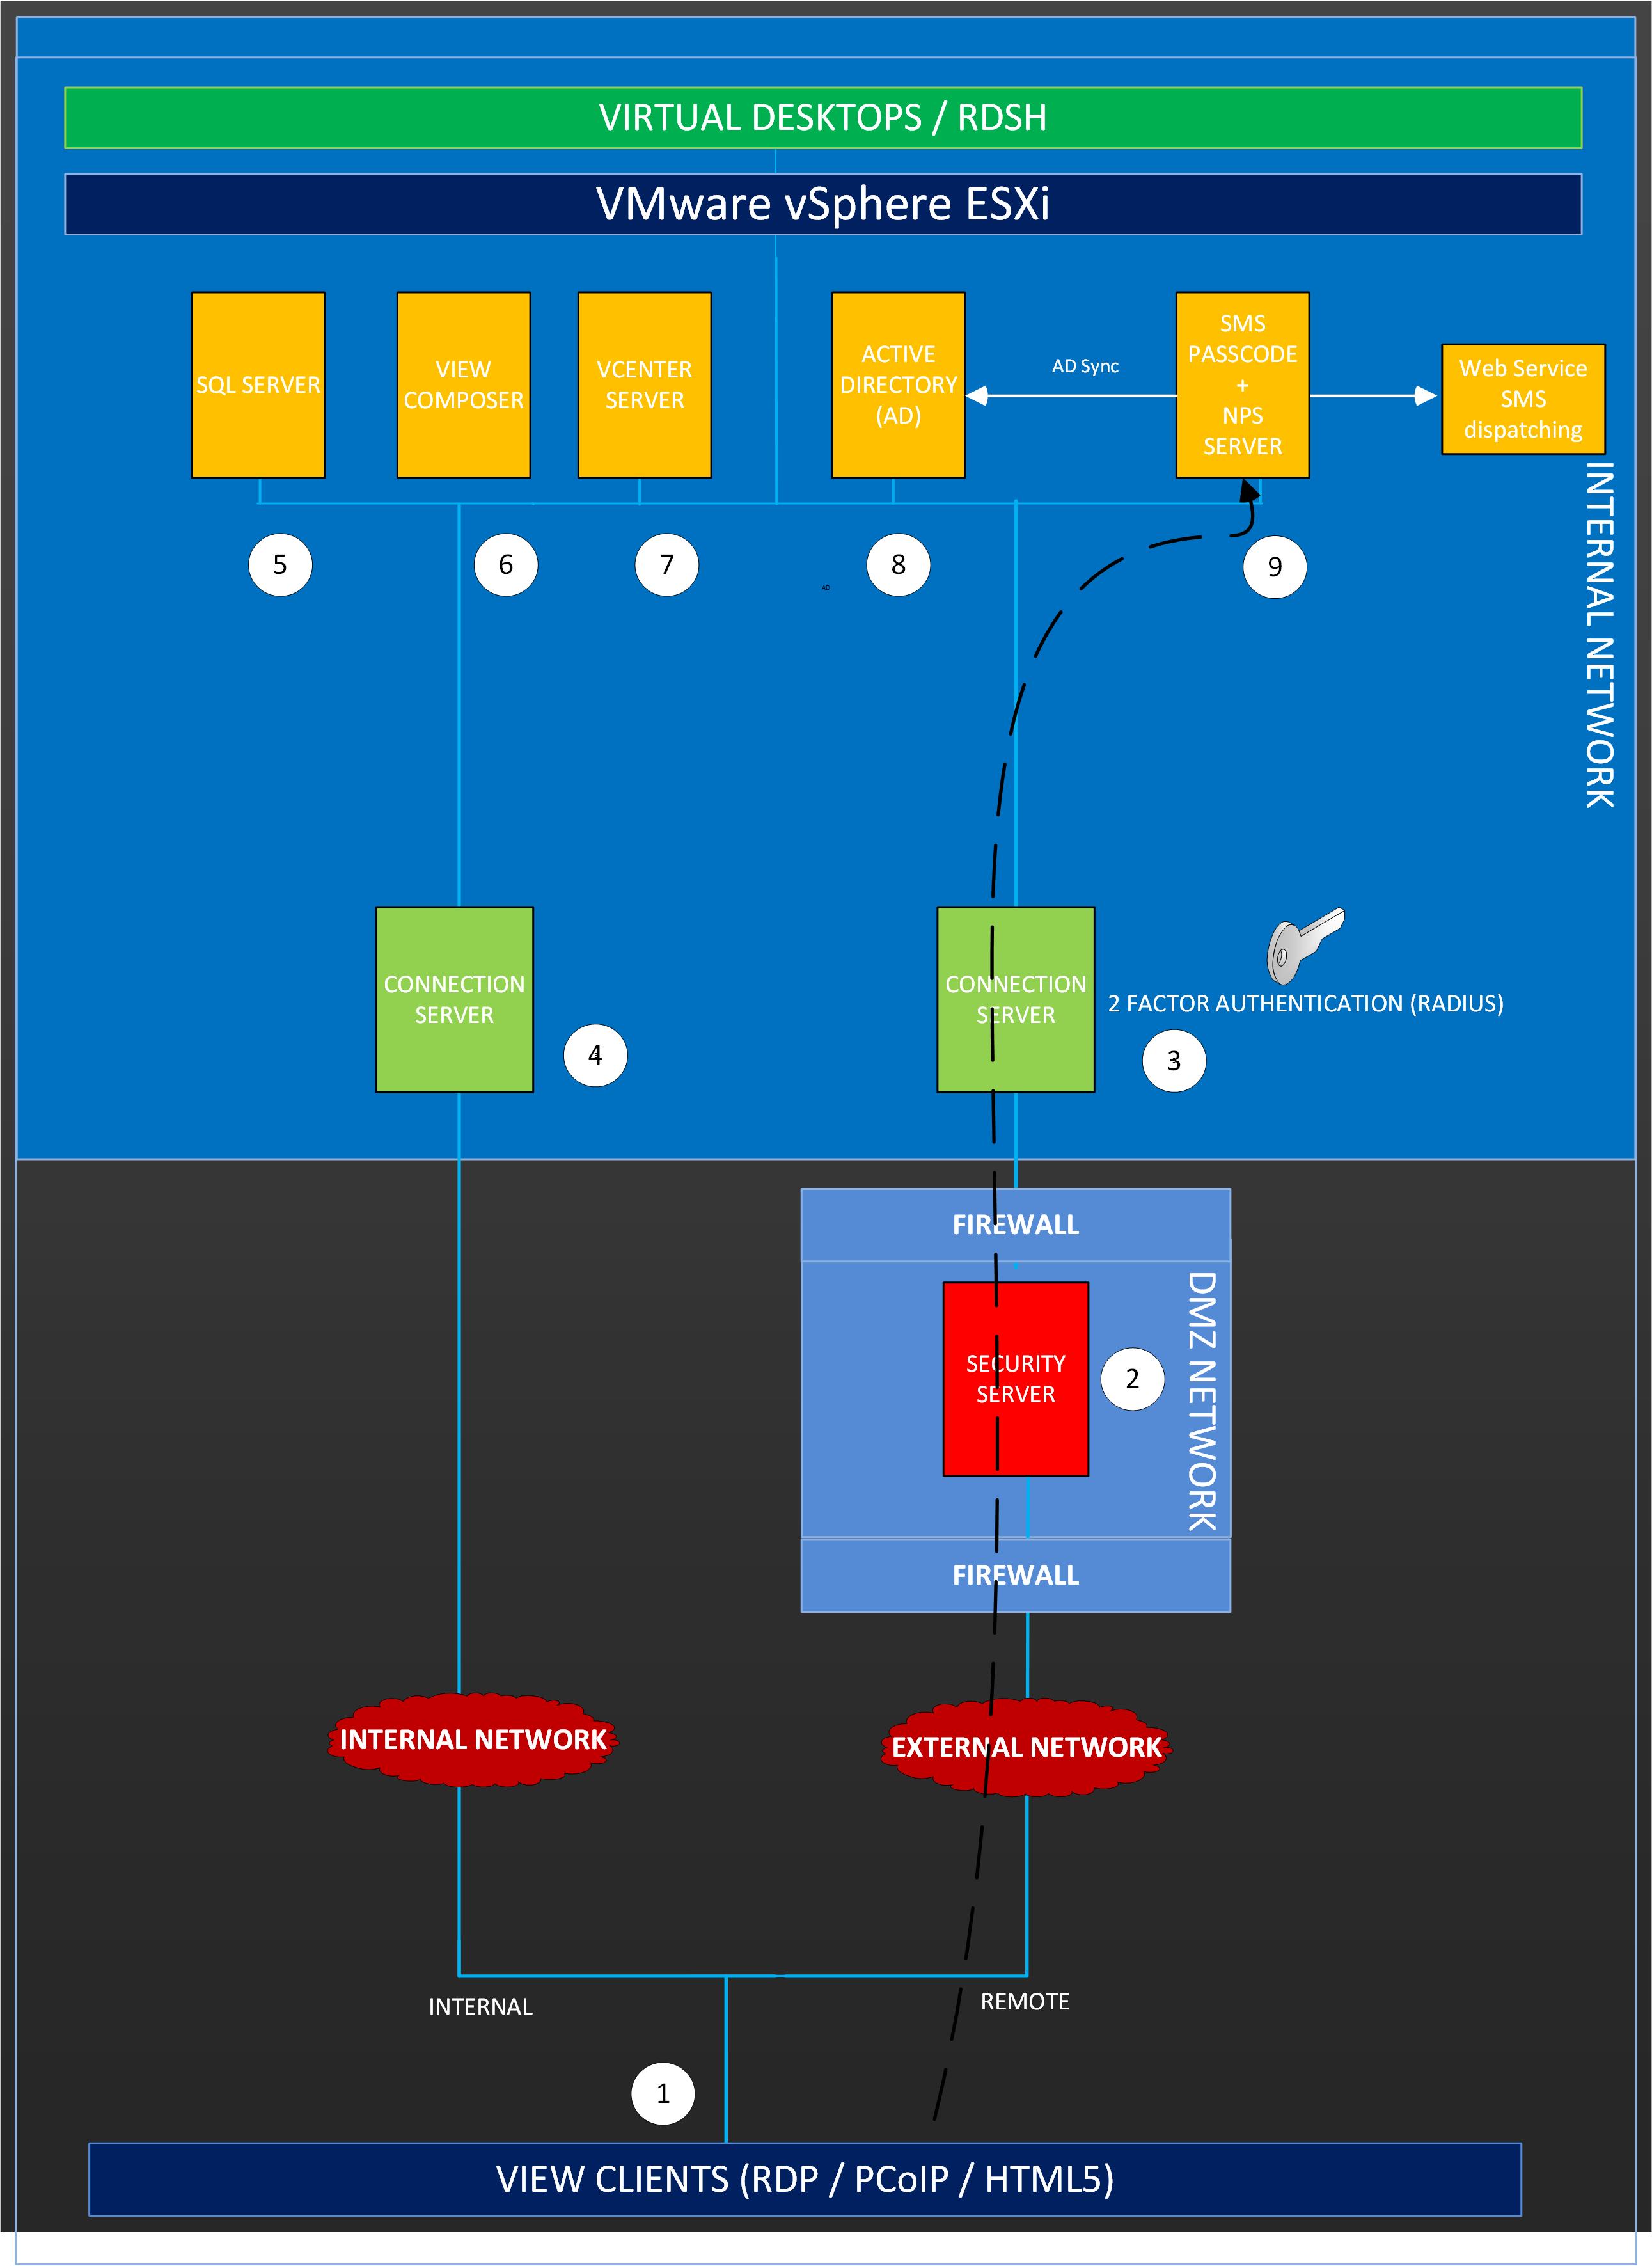 VIRTUAL DESKTOPS / RDSH
VMware vSphere ESXi
SQL SERVER
VIEW
COMPOSER
VCENTER
SERVER
ACTIVE
DIRECTORY
(AD)
AD Sync
SMS
PASSCODE
+
NPS
SERVER
Web Service
SMS
dispatching
INTERNAL NETWORK
5
6
7
8
9
AD
CONNECTION
SERVER
4
CONNECTION
SERVER
2 FACTOR AUTHENTICATION (RADIUS)
3
FIREWALL
SECURITY
SERVER
2
DMZ NETWORK
FIREWALL
INTERNAL NETWORK
EXTERNAL NETWORK
INTERNAL
REMOTE
1
VIEW CLIENTS (RDP / PCoIP / HTML5)